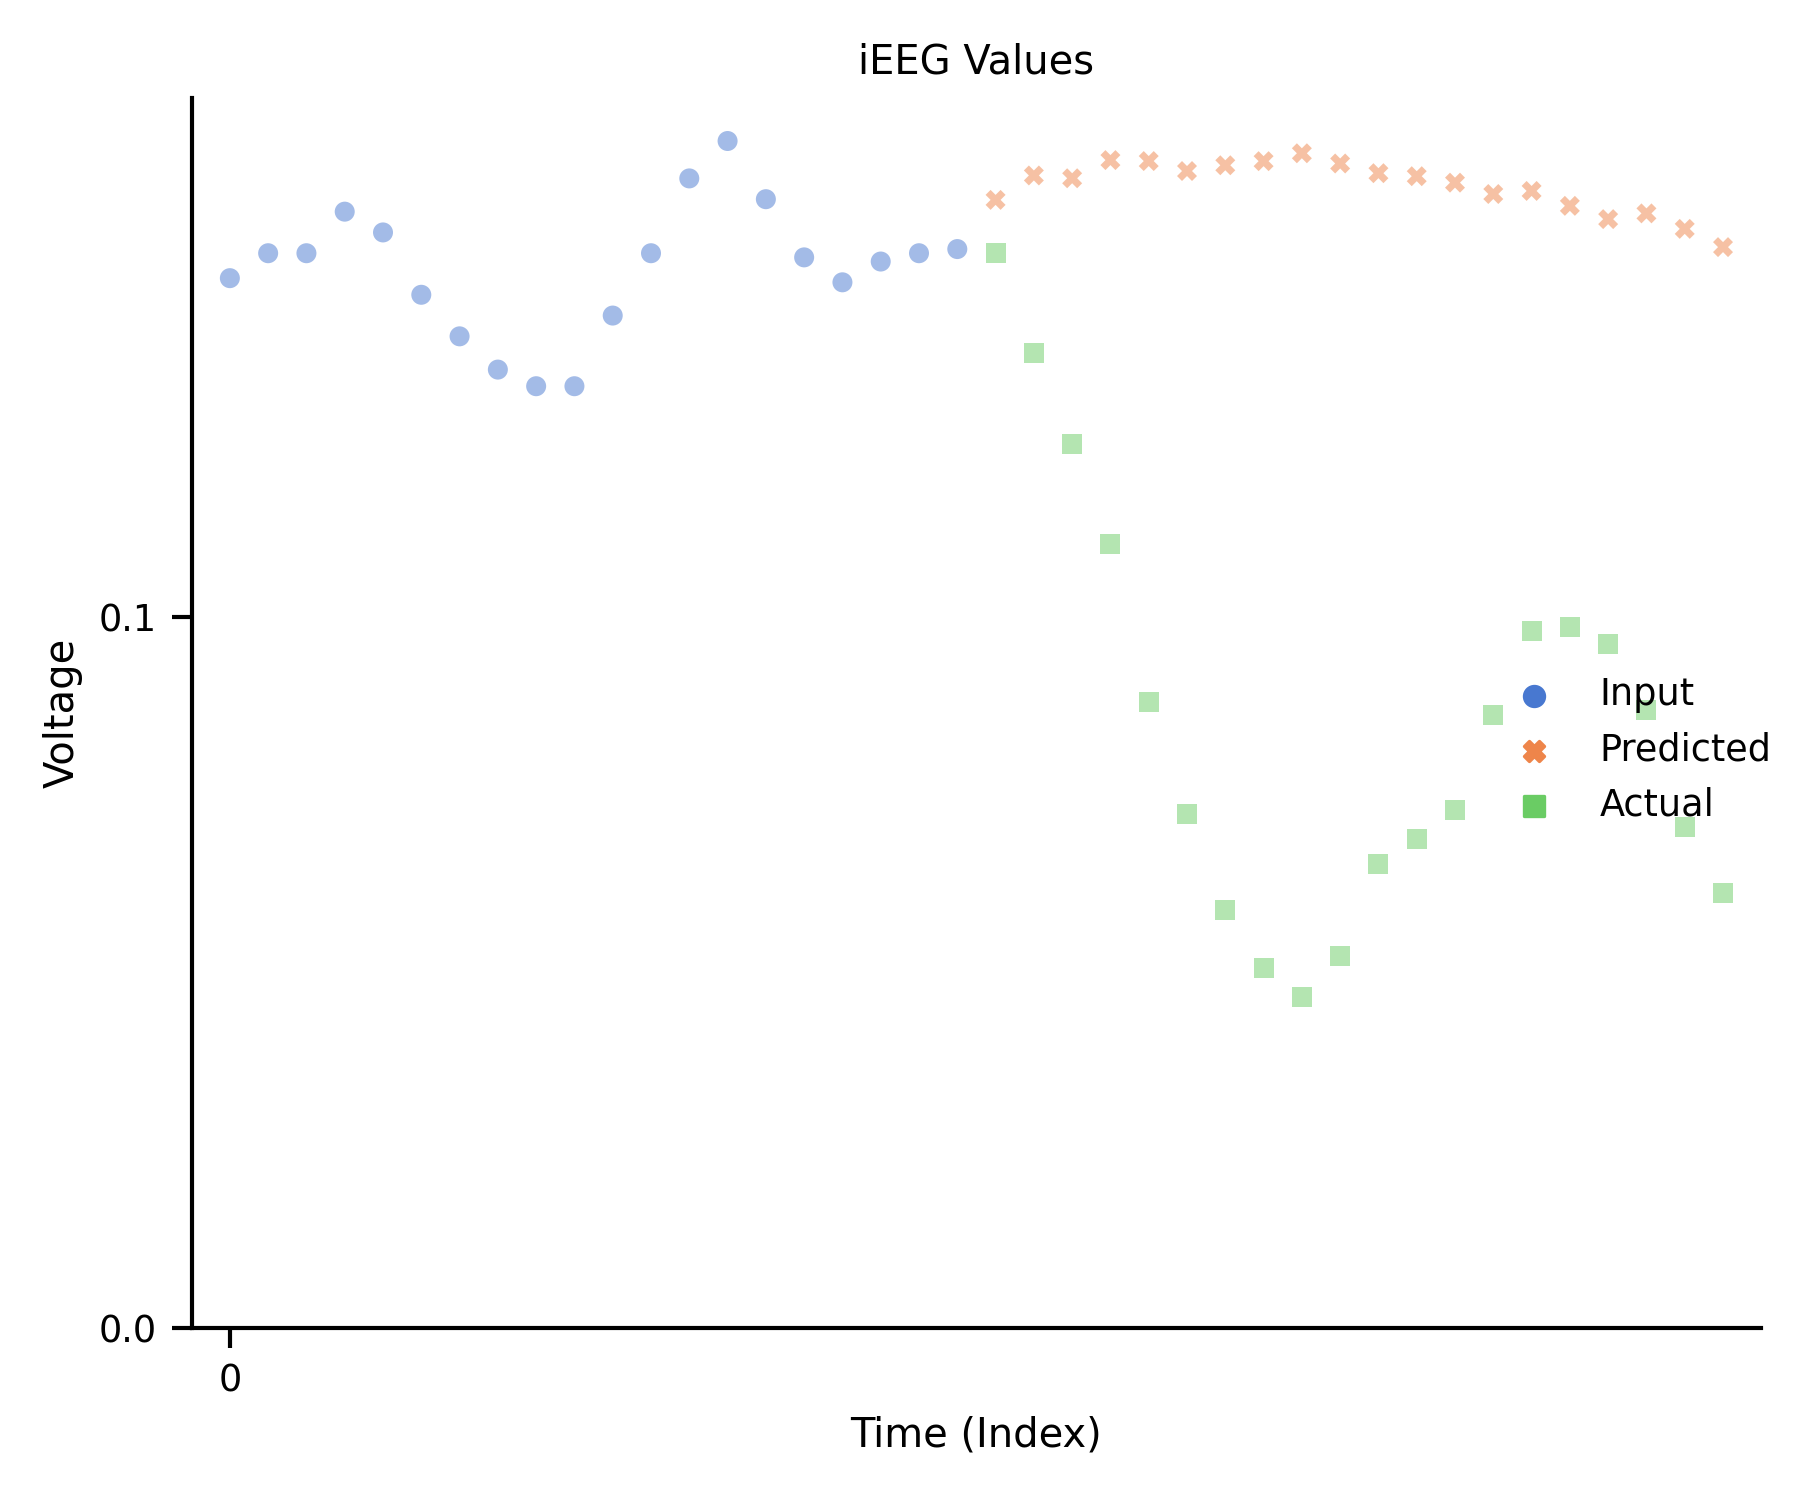 iEEG Values
Voltage
0.1
0.0
0
Time (Index)
Input
Predicted
Actual